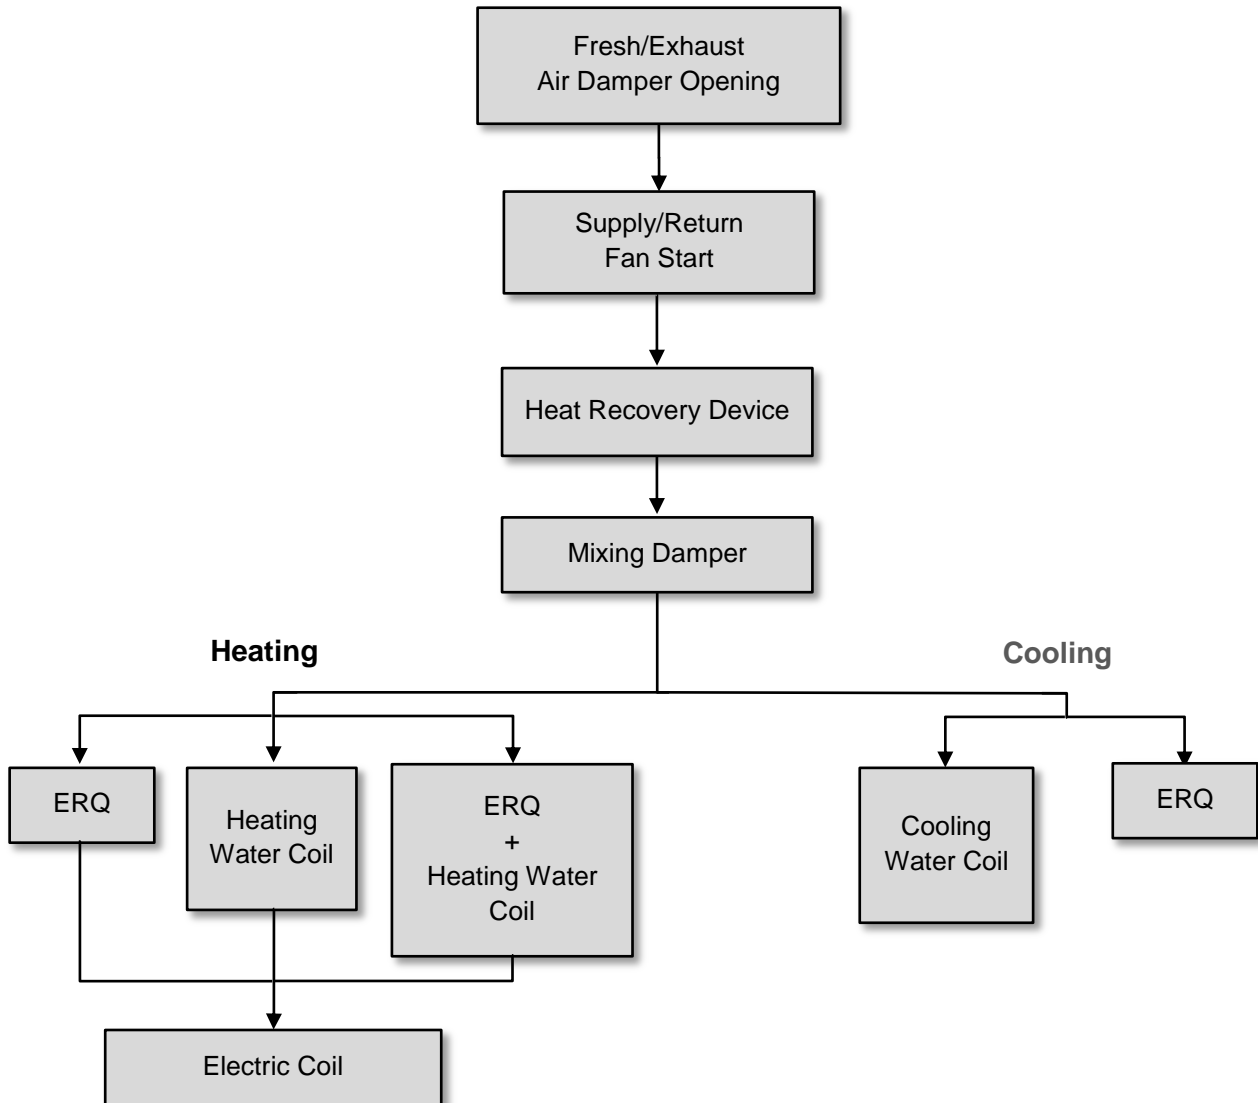 Fresh/Exhaust
Air Damper Opening
Supply/Return
Fan Start
Heat Recovery Device
Mixing Damper
Heating
Cooling
ERQ
Heating
Water Coil
ERQ
+
Heating Water
Coil
Cooling
Water Coil
ERQ
Electric Coil